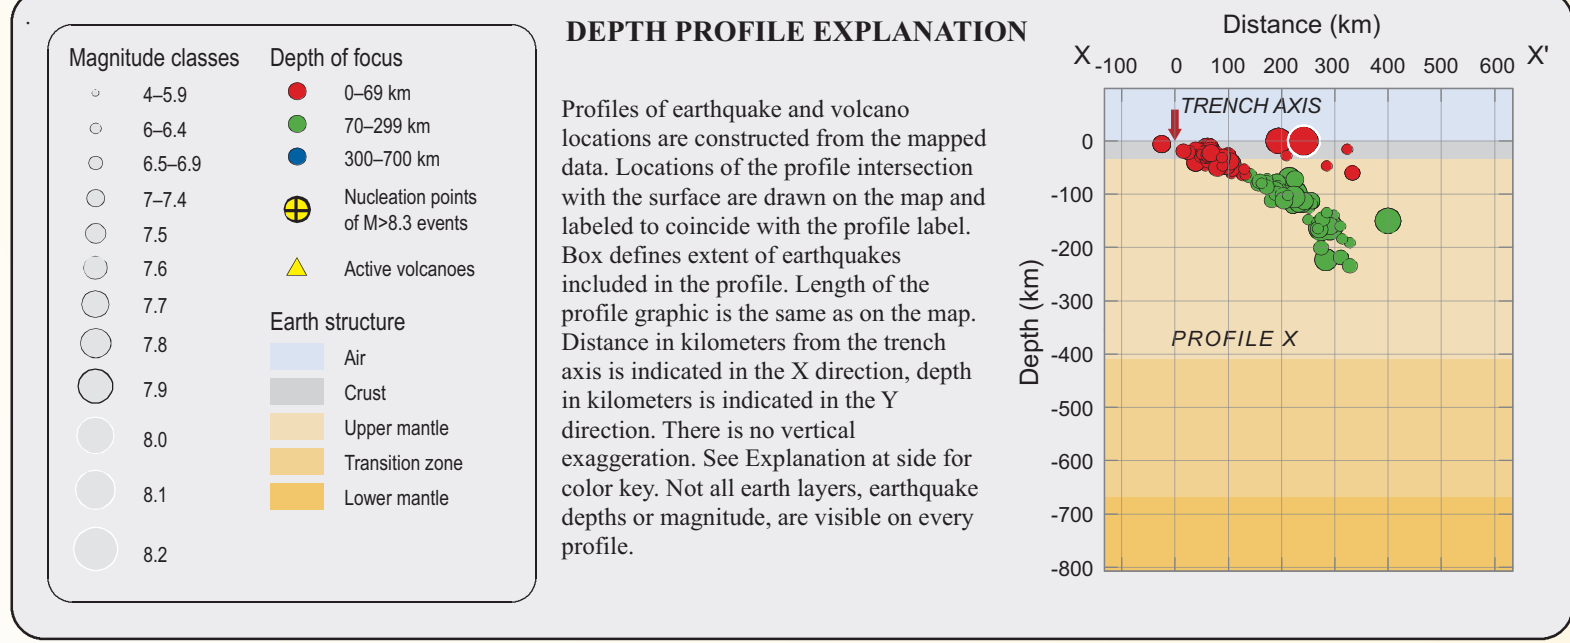 Magnitude classes
4–5.9
6–6.4
6.5–6.9
7–7.4
7.5
7.6
7.7
7.8
7.9
8.0
8.1
8.2
Depth of focus
0–69 km
70–299 km
300–700 km
Nucleation points
of M>8.3 events
Active volcanoes
Earth structure
Air
Crust
Upper mantle
Transition zone
Lower mantle
DEPTH PROFILE EXPLANATION
Profiles of earthquake and volcano
locations are constructed from the mapped
data. Locations of the profile intersection
with the surface are drawn on the map and
labeled to coincide with the profile label.
Box defines extent of earthquakes
included in the profile. Length of the
profile graphic is the same as on the map.
Distance in kilometers from the trench
axis is indicated in the X direction, depth
in kilometers is indicated in the Y
direction. There is no vertical
exaggeration. See Explanation at side for
color key. Not all earth layers, earthquake
depths or magnitude, are visible on every
profile.
Distance (km)
X -100 0 100 200 300 400 500 600 X'
TRENCH AXIS
Depth (km)
0
-100
-200
-300
-400
-500
-600
-700
-800
PROFILE X